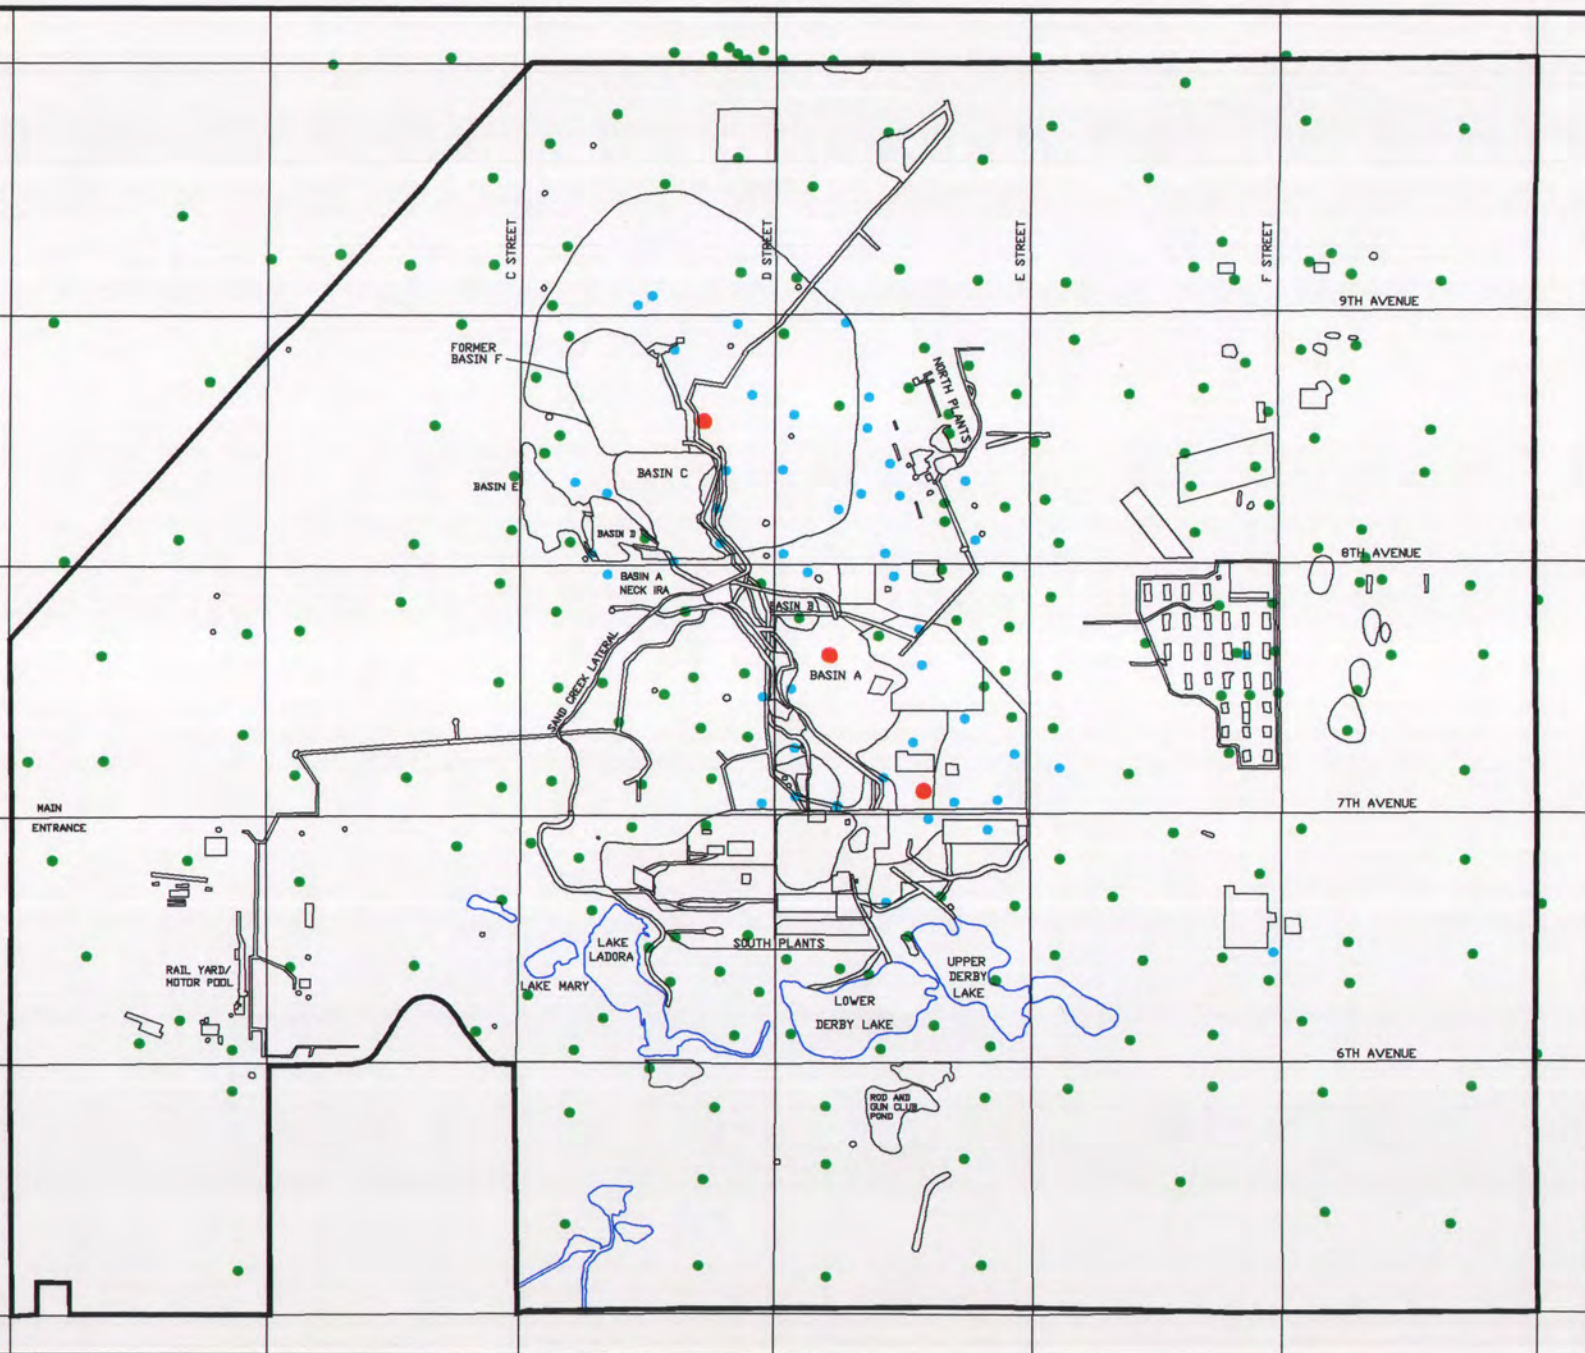 C STREET
D STREET
E STREET
F STREET
9TH AVENUE
FORMER
BASIN F
NORTH PLANTS
BASIN C
BASIN E
BASIN D
8TH AVENUE
BASIN A
NECK IRA
BASIN B
SAND CREEK LATERAL
BASIN A
MAIN
ENTRANCE
7TH AVENUE
SOUTH PLANTS
LAKE
LADORA
LAKE MARY
RAIL YARD/
MOTOR POOL
UPPER
DERBY
LAKE
LOWER
DERBY LAKE
6TH AVENUE
ROD AND
GUN CLUB
POND